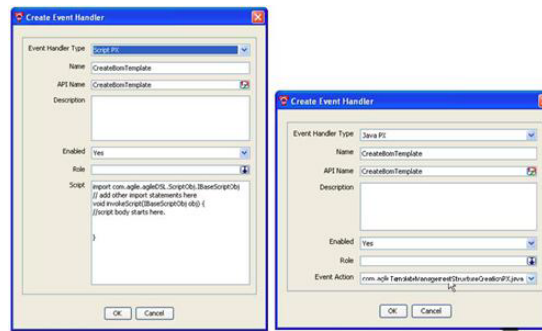 Create Event Handler
Event Handler Type Script PX
Name CreateBomTemplate
API Name CreateBomTemplate
Description
Enabled Yes
Role
Script import com.agile.agileDSL.ScriptObj.IBaseScriptObj
// add other import statements here
void invokeScript(IBaseScriptObj obj) {
//script body starts here.
}
OK Cancel
Create Event Handler
Event Handler Type Java PX
Name CreateBomTemplate
API Name CreateBomTemplate
Description
Enabled Yes
Role
Event Action
OK Cancel